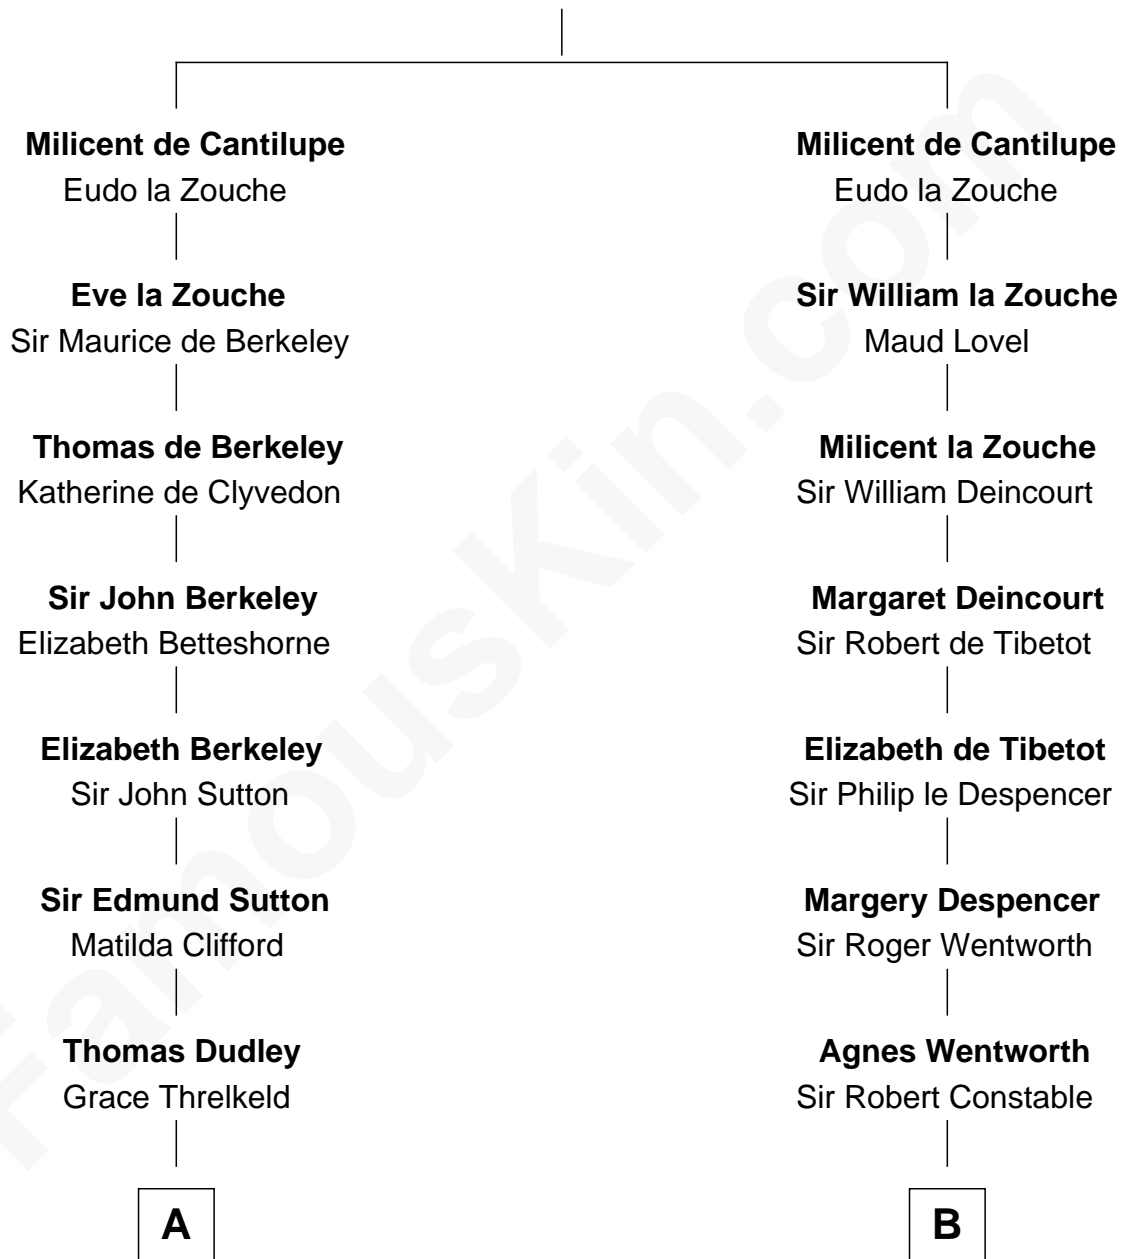 Milicent de Cantilupe
Eudo la Zouche
Eve la Zouche
Sir Maurice de Berkeley
Thomas de Berkeley
Katherine de Clyvedon
Sir John Berkeley
Elizabeth Betteshorne
Elizabeth Berkeley
Sir John Sutton
Sir Edmund Sutton
Matilda Clifford
Thomas Dudley
Grace Threlkeld
A
Milicent de Cantilupe
Eudo la Zouche
Sir William la Zouche
Maud Lovel
Milicent la Zouche
Sir William Deincourt
Margaret Deincourt
Sir Robert de Tibetot
Elizabeth de Tibetot
Sir Philip le Despencer
Margery Despencer
Sir Roger Wentworth
Agnes Wentworth
Sir Robert Constable
B
FamousKin.com